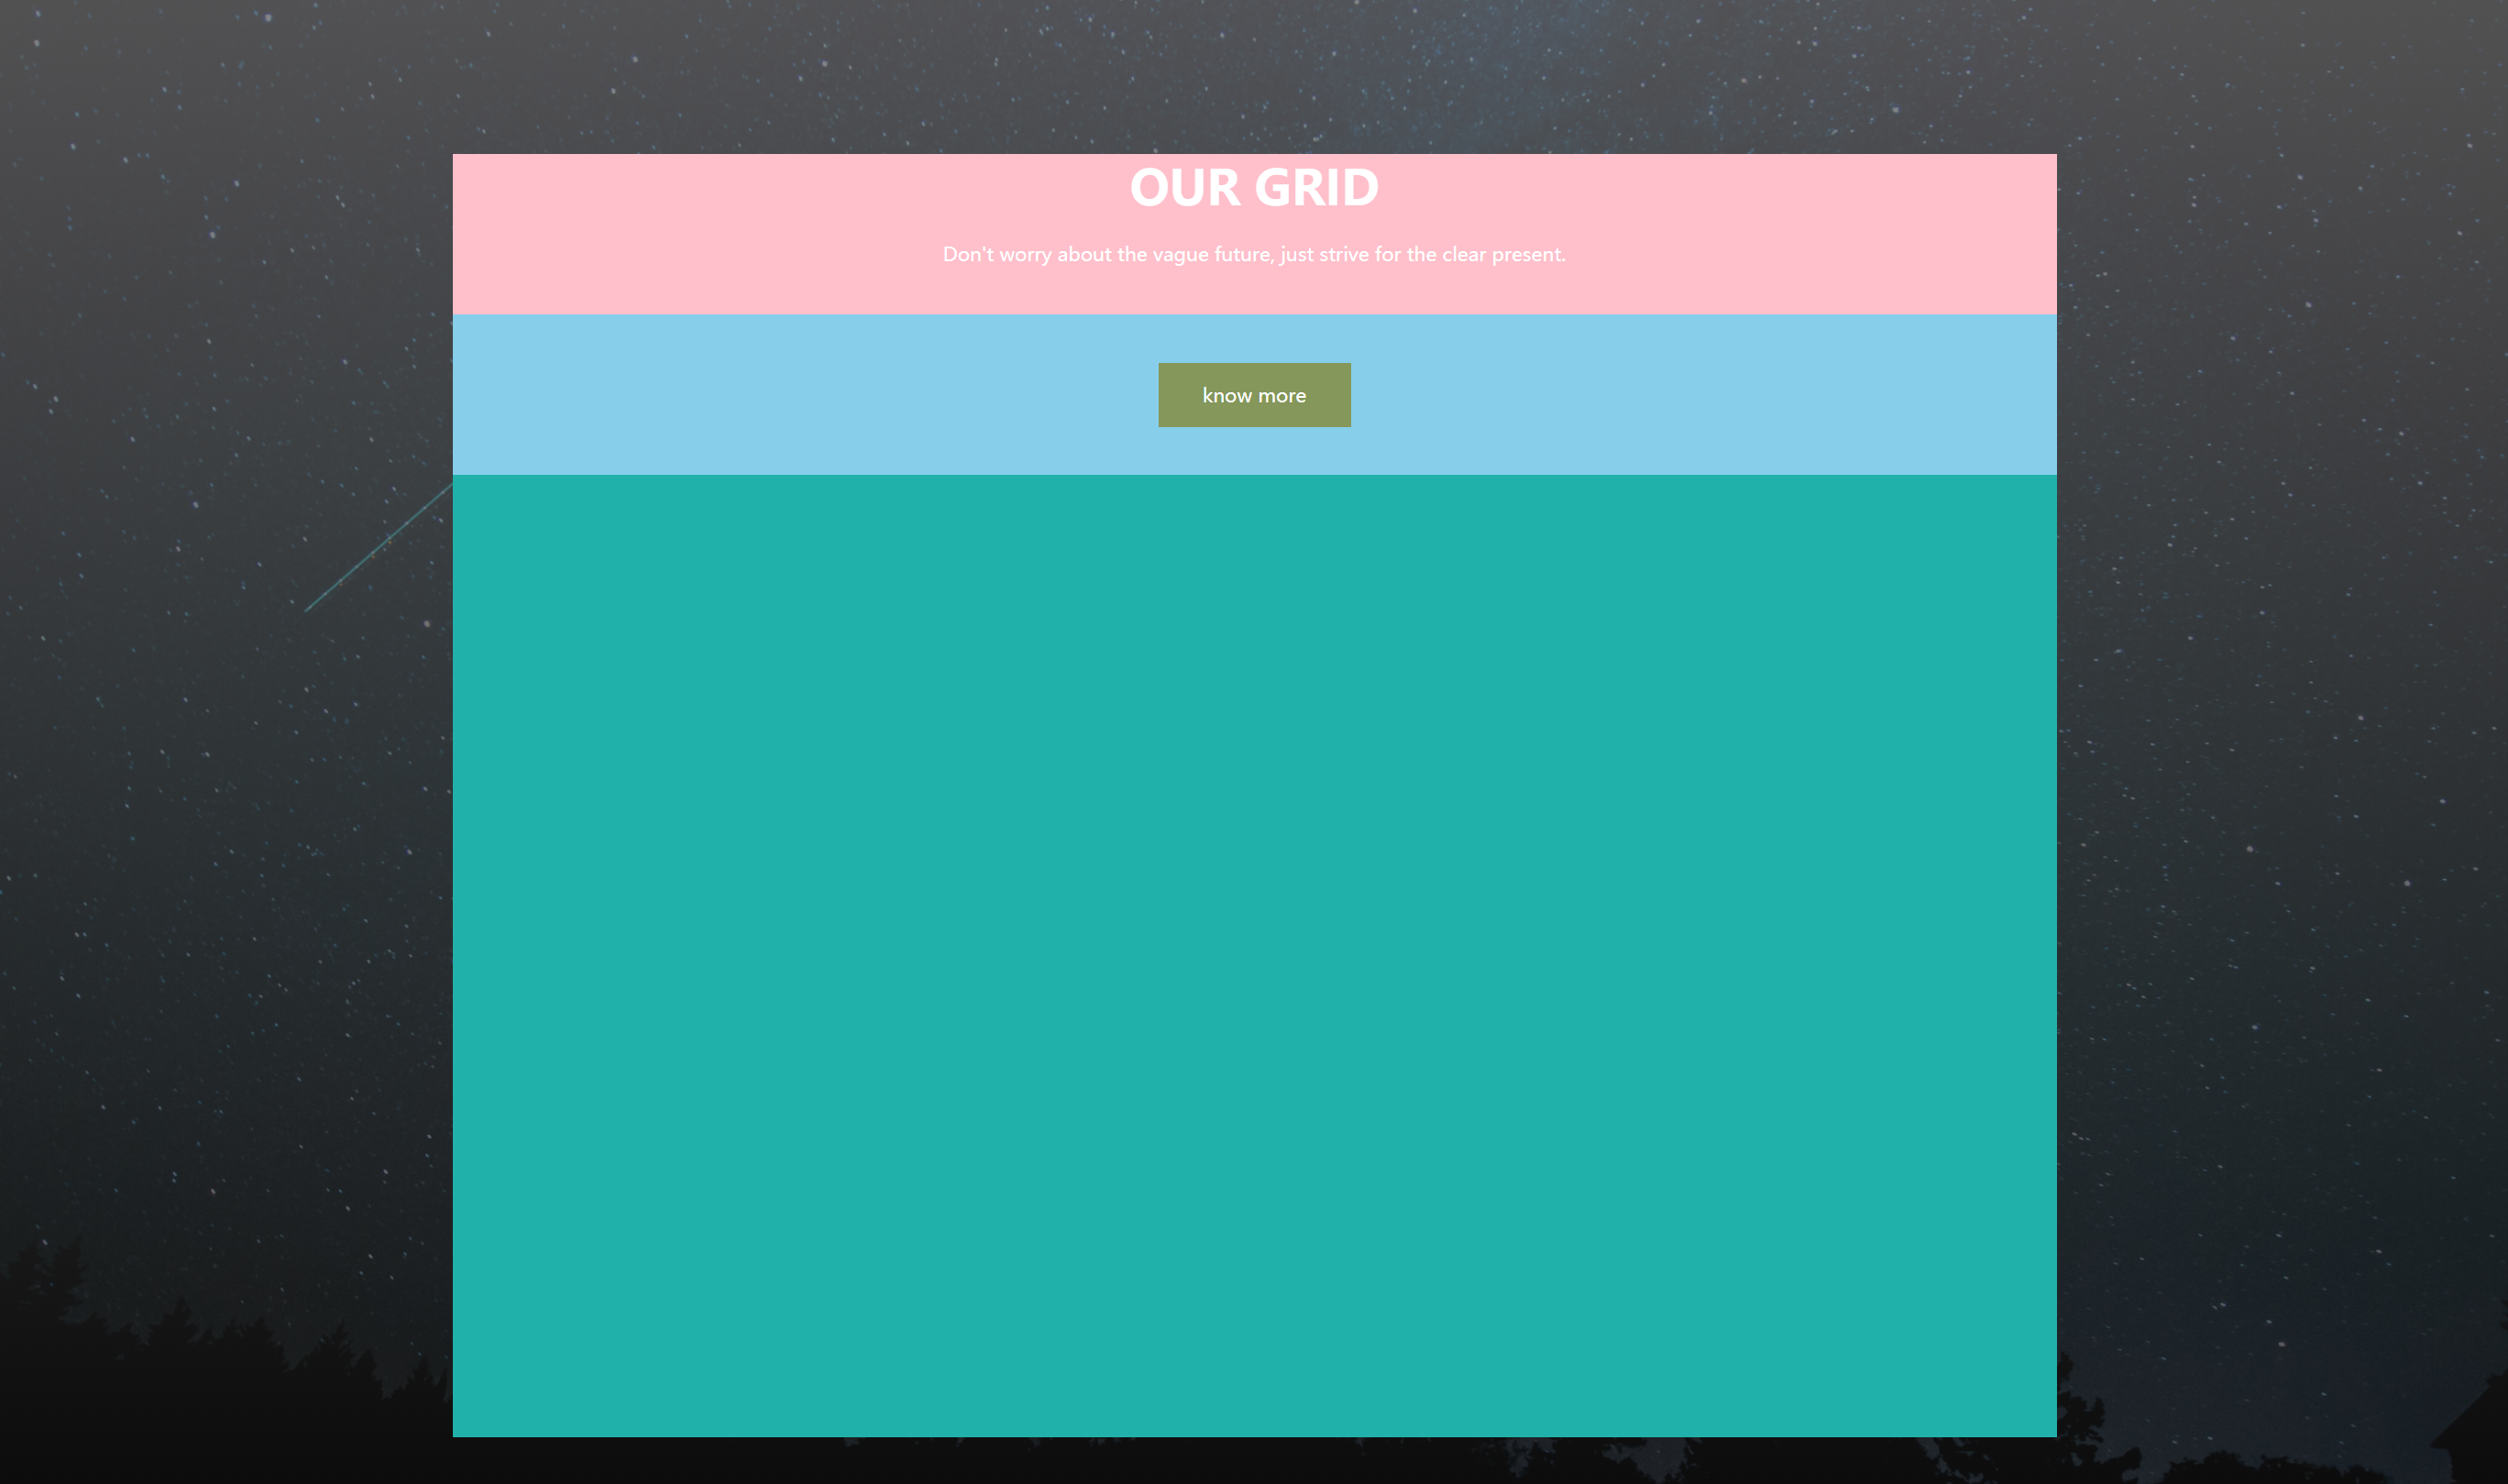 OUR GRID
Don't worry about the vague future, just strive for the clear present.
know more